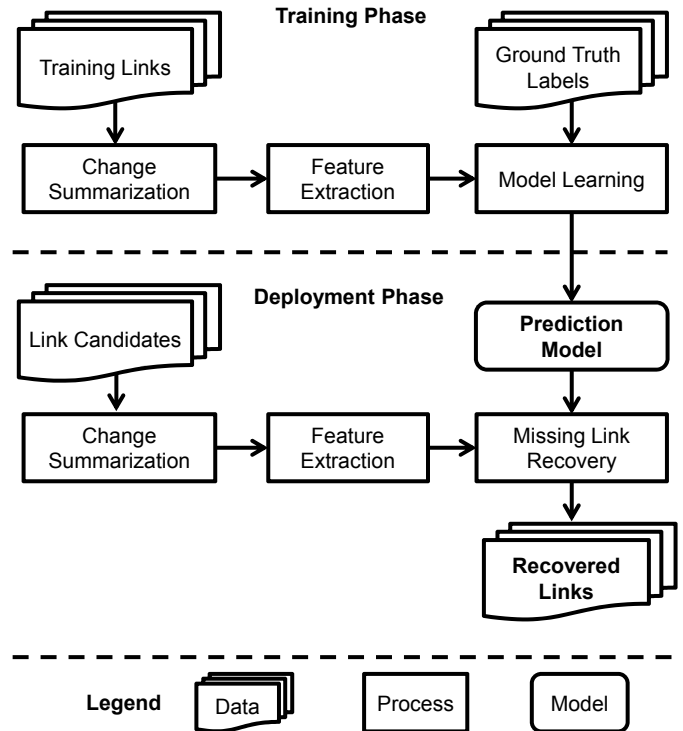 Training Phase
Training Links
Ground Truth
Labels
Change
Summarization
Feature
Extraction
Model Learning
Deployment Phase
Link Candidates
Prediction
Model
Change
Summarization
Feature
Extraction
Missing Link
Recovery
Recovered
Links
Legend
Data
Process
Model